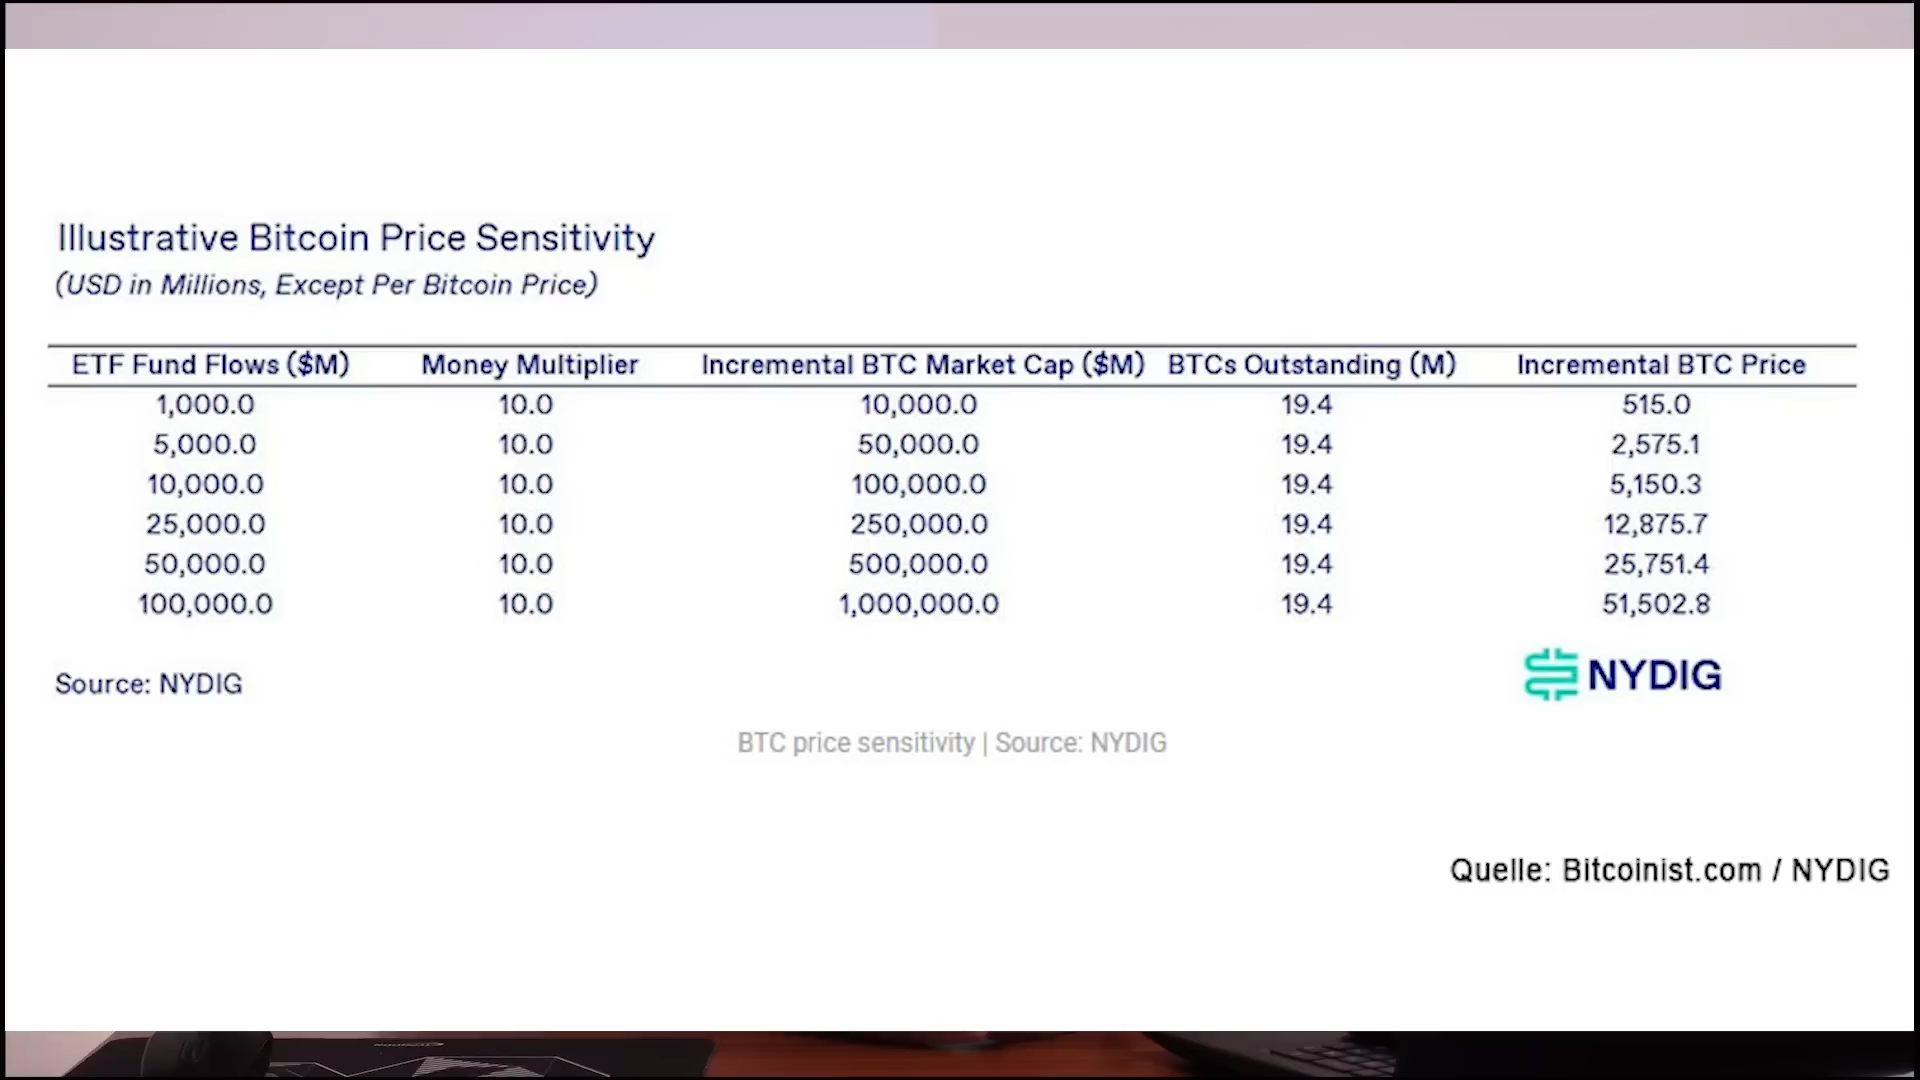 Illustrative Bitcoin Price Sensitivity
(USD in Millions, Except Per Bitcoin Price)
ETF Fund Flows ($M) Money Multiplier Incremental BTC Market Cap ($M) BTCs Outstanding (M) Incremental BTC Price
1,000.0 10.0 10,000.0 19.4 515.0
5,000.0 10.0 50,000.0 19.4 2,575.1
10,000.0 10.0 100,000.0 19.4 5,150.3
25,000.0 10.0 250,000.0 19.4 12,875.7
50,000.0 10.0 500,000.0 19.4 25,751.4
100,000.0 10.0 1,000,000.0 19.4 51,502.8
Source: NYDIG
NYDIG
BTC price sensitivity | Source: NYDIG
Quelle: Bitcoinist.com / NYDIG